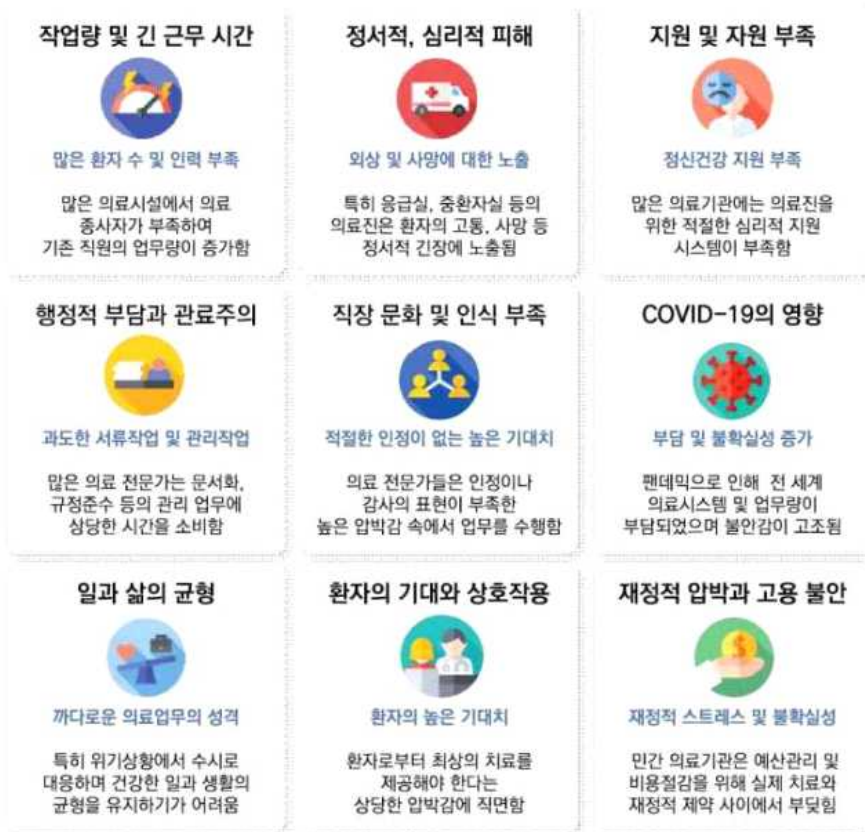 작업량 및 긴 근무 시간
많은 환자 수 및 인력 부족
많은 의료시설에서 의료
종사자가 부족하여
기존 직원의 업무량이 증가함
정서적, 심리적 피해
외상 및 사망에 대한 노출
특히 응급실, 중환자실 등의
의료진은 환자의 고통, 사망 등
정서적 긴장에 노출됨
지원 및 자원 부족
정신건강 지원 부족
많은 의료기관에는 의료진을
위한 적절한 심리적 지원
시스템이 부족함
행정적 부담과 관료주의
과도한 서류작업 및 관리작업
많은 의료 전문가는 문서화,
규정준수 등의 관리 업무에
상당한 시간을 소비함
직장 문화 및 인식 부족
적절한 인정이 없는 높은 기대치
의료 전문가들은 인정이나
감사의 표현이 부족한
높은 압박감 속에서 업무를 수행함
COVID-19의 영향
부담 및 불확실성 증가
팬데믹으로 인해 전 세계
의료시스템 및 업무량이
부담되었으며 불안감이 고조됨
일과 삶의 균형
까다로운 의료업무의 성격
특히 위기상황에서 수시로
대응하며 건강한 일과 생활의
균형을 유지하기가 어려움
환자의 기대와 상호작용
환자의 높은 기대치
환자로부터 최상의 치료를
제공해야 한다는
상당한 압박감에 직면함
재정적 압박과 고용 불안
재정적 스트레스 및 불확실성
민간 의료기관은 예산관리 및
비용절감을 위해 실제 치료와
재정적 제약 사이에서 부딪힘